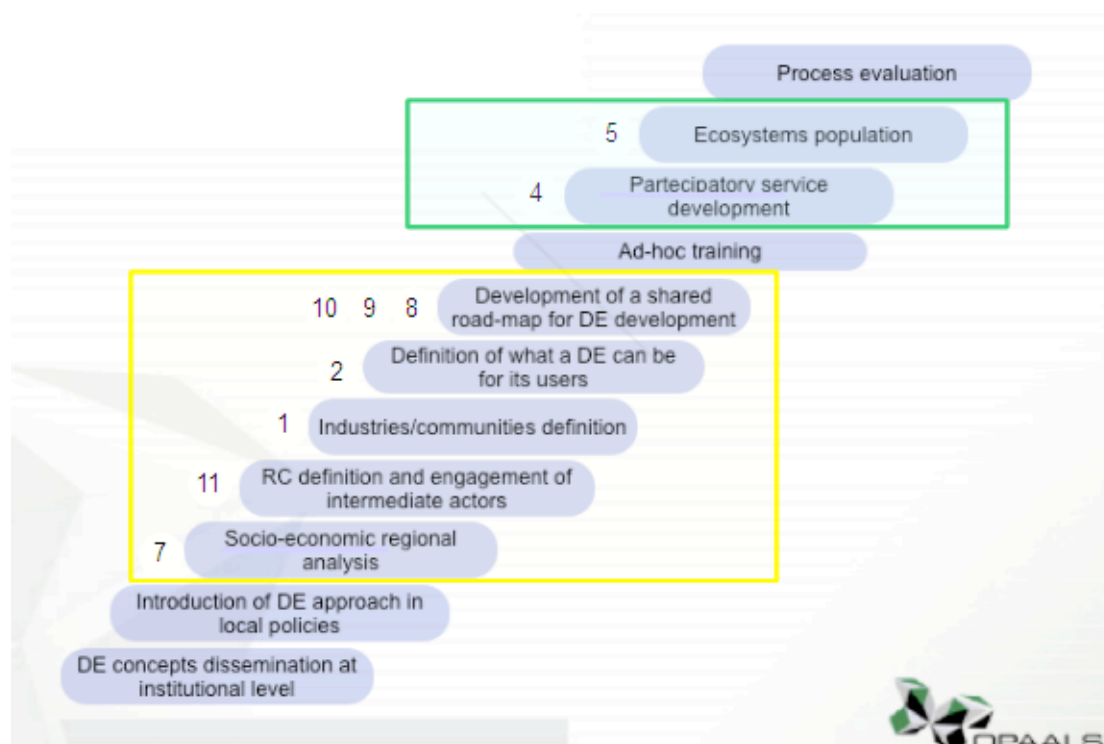 Process evaluation
5 Ecosystems population
4 Partecipatory service
development
Ad-hoc training
10 9 8 Development of a shared
road-map for DE development
2 Definition of what a DE can be
for its users
1 Industries/communities definition
11 RC definition and engagement of
intermediate actors
7 Socio-economic regional
analysis
Introduction of DE approach in
local policies
DE concepts dissemination at
institutional level
OPAALS